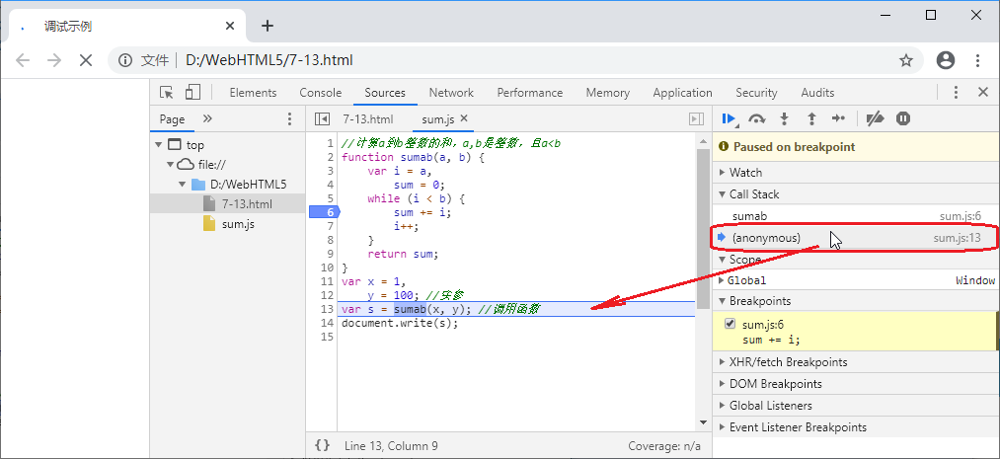 调试示例
文件 D:/WebHTML5/7-13.html
Elements Console Sources Network Performance Memory Application Security Audits
Page »
top
file://
D:/WebHTML5
7-13.html
sum.js
7-13.html sum.js
1 //计算a到b整数的和，a,b是整数，且a<b
2 function sumab(a, b) {
3 var i = a,
4 sum = 0;
5 while (i < b) {
6 sum += i;
7 i++;
8 }
9 return sum;
10 }
11 var x = 1,
12 y = 100; //实参
13 var s = sumab(x, y); //调用函数
14 document.write(s);
15
{} Line 13, Column 9 Coverage: n/a
Paused on breakpoint
Watch
Call Stack
sumab sum.js:6
(anonymous) sum.js:13
Scope
Global Window
Breakpoints
sum.js:6
sum += i;
XHR/fetch Breakpoints
DOM Breakpoints
Global Listeners
Event Listener Breakpoints